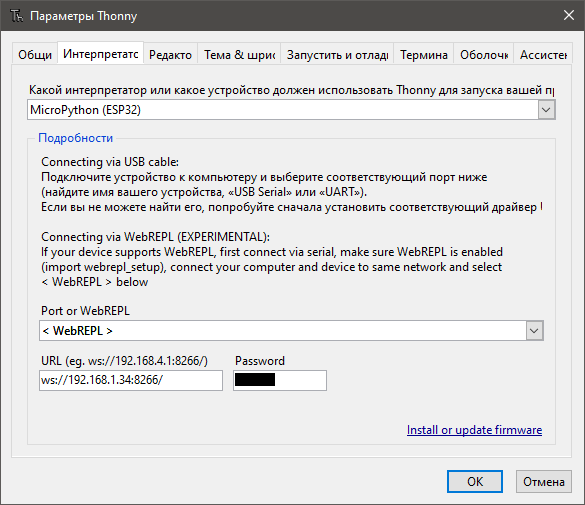 Параметры Thonny
Общи Интерпретатс Редакто Тема & шрис Запустить и отлад Термина Оболочк Ассистен
Какой интерпретатор или какое устройство должен использовать Thonny для запуска вашей пр
MicroPython (ESP32)
Подробности
Connecting via USB cable:
Подключите устройство к компьютеру и выберите соответствующий порт ниже
(найдите имя вашего устройства, «USB Serial» или «UART»).
Если вы не можете найти его, попробуйте сначала установить соответствующий драйвер U
Connecting via WebREPL (EXPERIMENTAL):
If your device supports WebREPL, first connect via serial, make sure WebREPL is enabled
(import webrepl_setup), connect your computer and device to same network and select
< WebREPL > below
Port or WebREPL
< WebREPL >
URL (eg. ws://192.168.4.1:8266/) Password
ws://192.168.1.34:8266/
Install or update firmware
OK Отмена